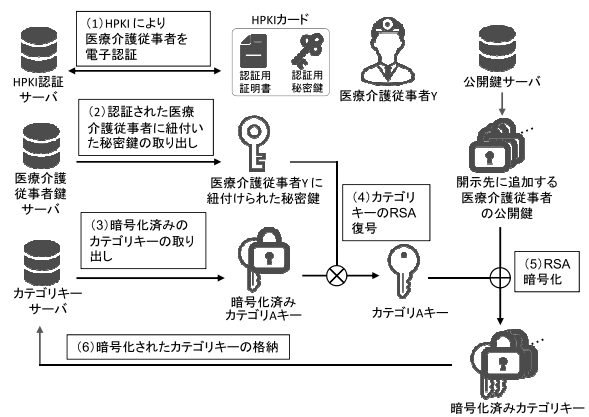 (1)HPKIにより
医療介護従事者を
電子認証
HPKI認証
サーバ
HPKIカード
認証用
証明書
認証用
秘密鍵
医療介護従事者Y
公開鍵サーバ
(2)認証された医療
介護従事者に紐付い
た秘密鍵の取り出し
医療介護
従事者鍵
サーバ
医療介護従事者Yに
紐付けられた秘密鍵
開示先に追加する
医療介護従事者
の公開鍵
(3)暗号化済みの
カテゴリキーの取
り出し
(4)カテゴリ
キーのRSA
復号
カテゴリキー
サーバ
暗号化済み
カテゴリAキー
カテゴリAキー
(5)RSA
暗号化
(6)暗号化されたカテゴリキーの格納
暗号化済みカテゴリキー